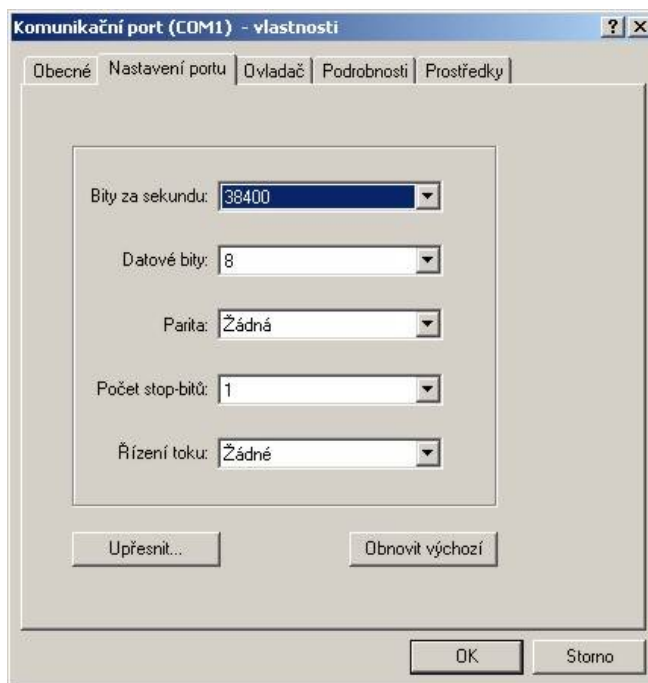 Komunikační port (COM1) - vlastnosti
Obecné Nastavení portu Ovladač Podrobnosti Prostředky
Bity za sekundu: 38400
Datové bity: 8
Parita: Žádná
Počet stop-bitů: 1
Řízení toku: Žádné
Upřesnit... Obnovit výchozí
OK Storno